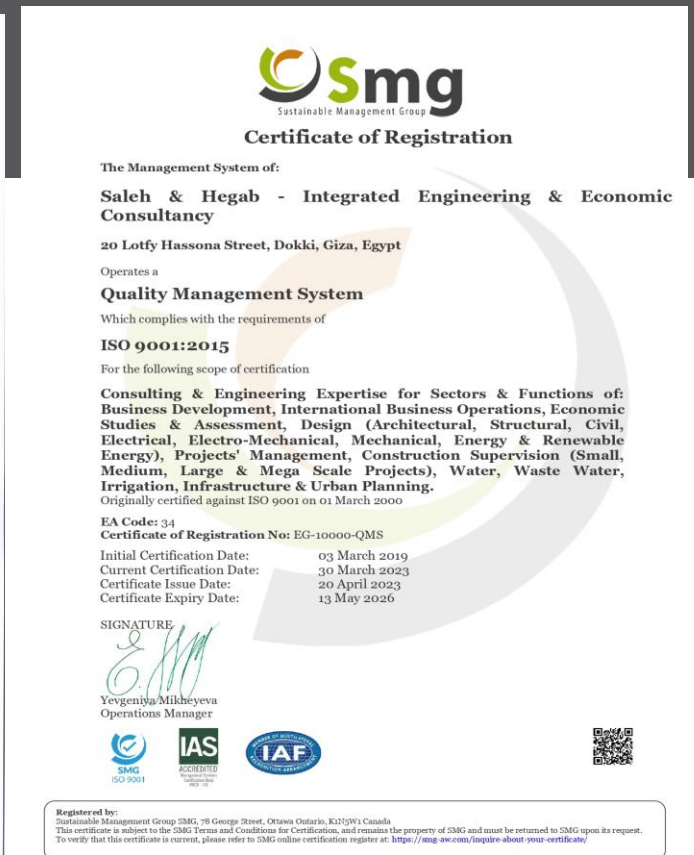 Smg
Sustainable Management Group
Certificate of Registration
The Management System of:
Saleh & Hegab - Integrated Engineering & Economic
Consultancy
20 Lotfy Hassona Street, Dokki, Giza, Egypt
Operates a
Quality Management System
Which complies with the requirements of
ISO 9001:2015
For the following scope of certification
Consulting & Engineering Expertise for Sectors & Functions of:
Business Development, International Business Operations, Economic
Studies & Assessment, Design (Architectural, Structural, Civil,
Electrical, Electro-Mechanical, Mechanical, Energy & Renewable
Energy), Projects' Management, Construction Supervision (Small,
Medium, Large & Mega Scale Projects), Water, Waste Water,
Irrigation, Infrastructure & Urban Planning.
Originally certified against ISO 9001 on 01 March 2000
EA Code: 34
Certificate of Registration No: EG-10000-QMS
Initial Certification Date: 03 March 2019
Current Certification Date: 30 March 2023
Certificate Issue Date: 20 April 2023
Certificate Expiry Date: 13 May 2026
SIGNATURE
Yevgeniya Mikheyeva
Operations Manager
SMG
ISO 9001
IAS
ACCREDITED
Management Systems
Certification Body
IAF
MEMBER OF MULTILATERAL
RECOGNITION ARRANGEMENT
Registered by:
Sustainable Management Group SMG, 78 George Street, Ottawa Ontario, K1N5W1 Canada
This certificate is subject to the SMG Terms and Conditions for Certification, and remains the property of SMG and must be returned to SMG upon its request.
To verify that this certificate is current, please refer to SMG online certification register at: https://smg-aw.com/inquire-about-your-certificate/